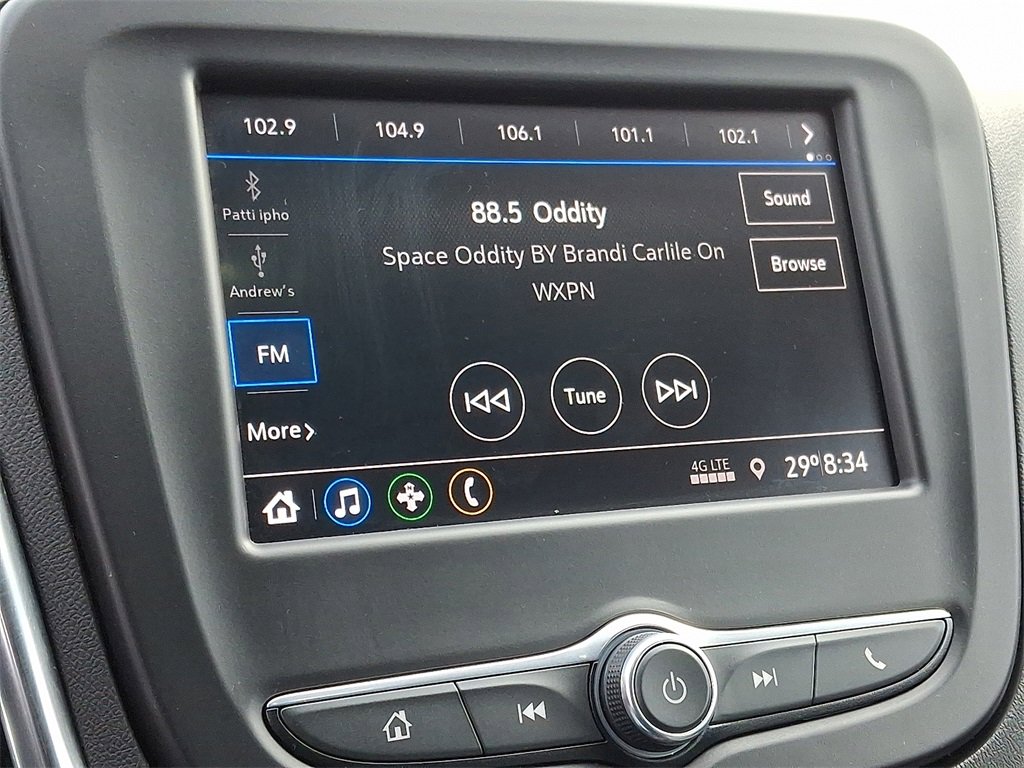 102.9 104.9 106.1 101.1 102.1
Patti ipho
88.5 Oddity
Sound
Space Oddity BY Brandi Carlile On
WXPN
Browse
Andrew's
FM
Tune
More
4G LTE
29° 8:34
N